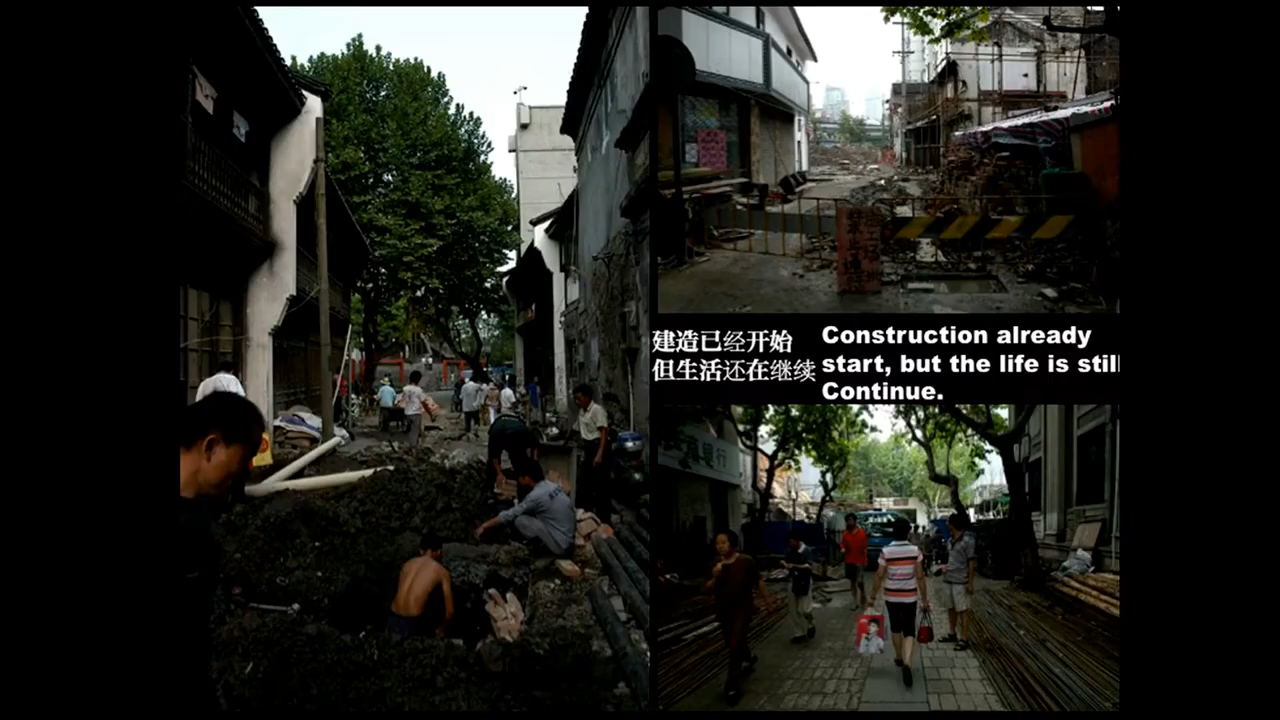 建造已经开始
但生活还在继续
Construction already
start, but the life is still
Continue.